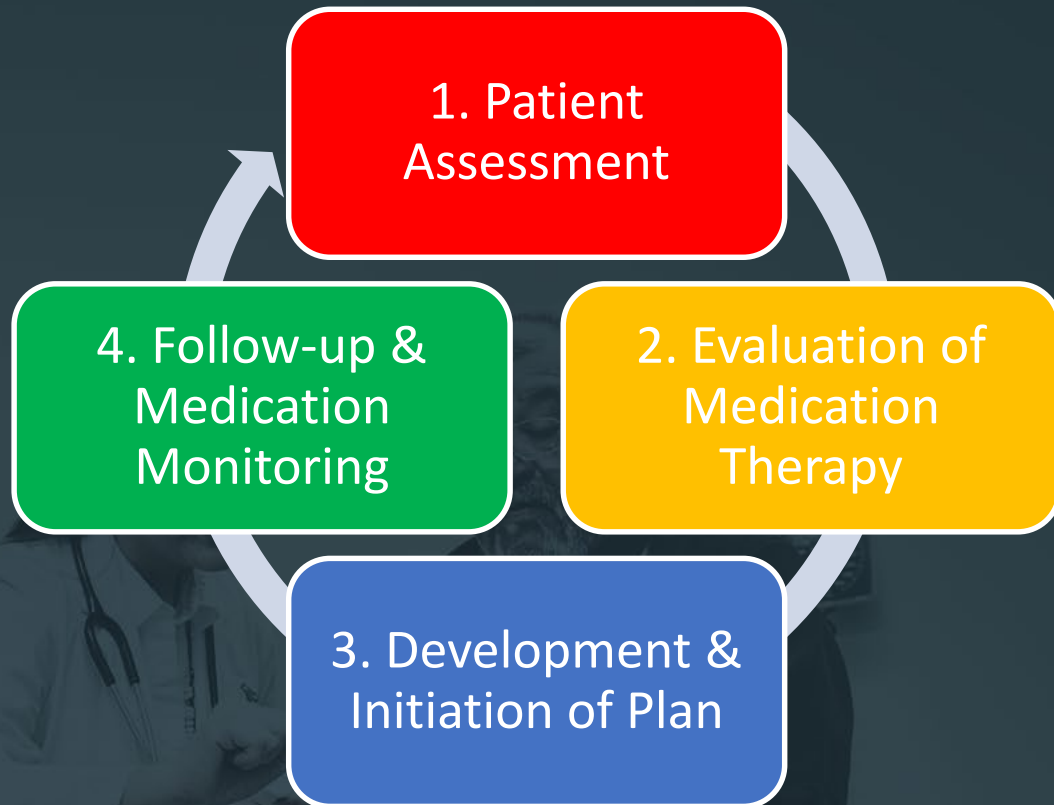 1. Patient
Assessment
2. Evaluation of
Medication
Therapy
3. Development &
Initiation of Plan
4. Follow-up &
Medication
Monitoring